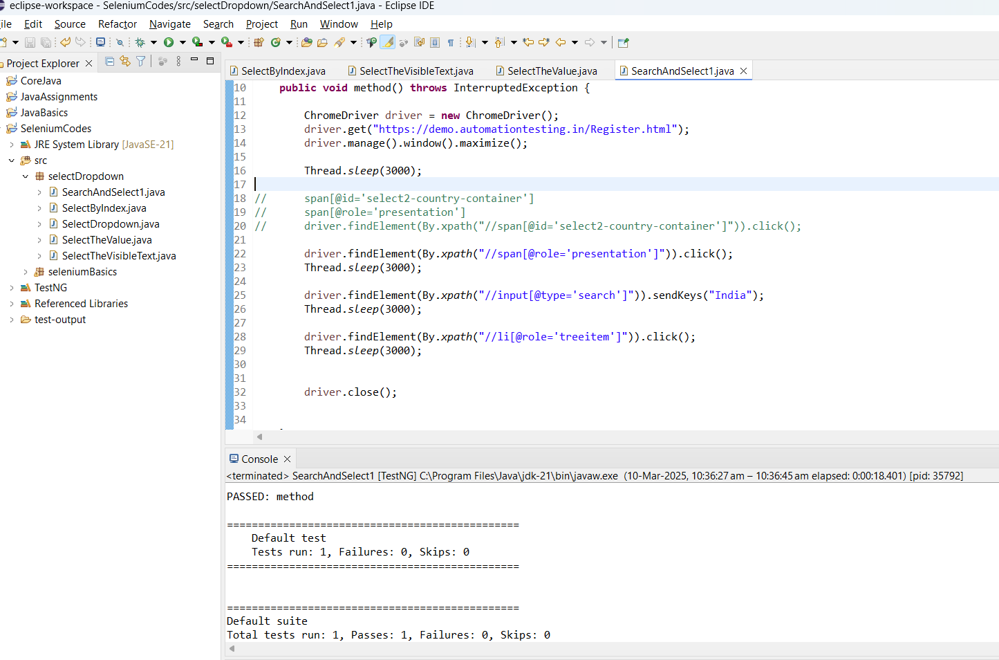 eclipse-workspace - SeleniumCodes/src/selectDropdown/SearchAndSelect1.java - Eclipse IDE
ile Edit Source Refactor Navigate Search Project Run Window Help
Project Explorer
CoreJava
JavaAssignments
JavaBasics
SeleniumCodes
JRE System Library [JavaSE-21]
src
selectDropdown
SearchAndSelect1.java
SelectByIndex.java
SelectDropdown.java
SelectTheValue.java
SelectTheVisibleText.java
seleniumBasics
TestNG
Referenced Libraries
test-output
SelectByIndex.java SelectTheVisibleText.java SelectTheValue.java SearchAndSelect1.java
10 public void method() throws InterruptedException {
11
12 ChromeDriver driver = new ChromeDriver();
13 driver.get("https://demo.automationtesting.in/Register.html");
14 driver.manage().window().maximize();
15
16 Thread.sleep(3000);
17
18 // span[@id='select2-country-container']
19 // span[@role='presentation']
20 // driver.findElement(By.xpath("//span[@id='select2-country-container']")).click();
21
22 driver.findElement(By.xpath("//span[@role='presentation']")).click();
23 Thread.sleep(3000);
24
25 driver.findElement(By.xpath("//input[@type='search']")).sendKeys("India");
26 Thread.sleep(3000);
27
28 driver.findElement(By.xpath("//li[@role='treeitem']")).click();
29 Thread.sleep(3000);
30
31
32 driver.close();
33
34
Console
<terminated> SearchAndSelect1 [TestNG] C:\Program Files\Java\jdk-21\bin\javaw.exe (10-Mar-2025, 10:36:27 am – 10:36:45 am elapsed: 0:00:18.401) [pid: 35792]
PASSED: method
===============================================
Default test
Tests run: 1, Failures: 0, Skips: 0
===============================================
===============================================
Default suite
Total tests run: 1, Passes: 1, Failures: 0, Skips: 0